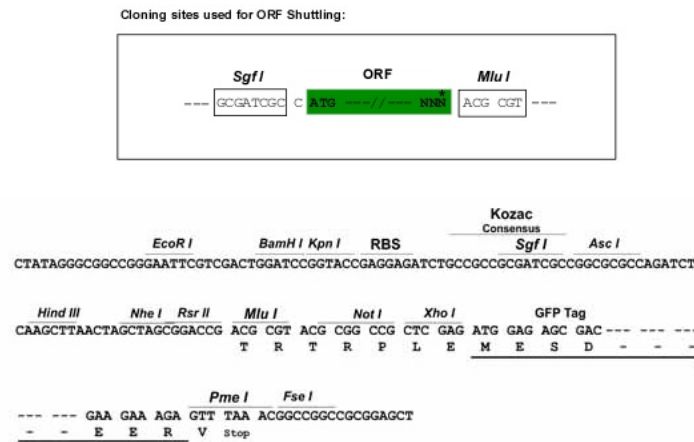 Cloning sites used for ORF Shuttling:
Sgf I ORF Mlu I
--- GCGATCGC C ATG ---//--- NNN* ACG CGT ---
Kozac
Consensus
EcoR I BamH I Kpn I RBS Sgf I Asc I
CTATAGGGCGGCCGGGAATTCGTCGACTGGATCCGGTACCGAGGAGATCTGCCGCCGCGATCGCCGGCGCGCCAGATCT
Hind III Nhe I Rsr II Mlu I Not I Xho I GFP Tag
CAAGCTTAACTAGCTAGCGGACCG ACG CGT ACG CGG CCG CTC GAG ATG GAG AGC GAC --- --- ---
T R T R P L E M E S D - - -
Pme I Fse I
--- --- GAA GAA AGA GTT TAA ACGGCCGGCCGCGGAGCT
- - E E R V Stop